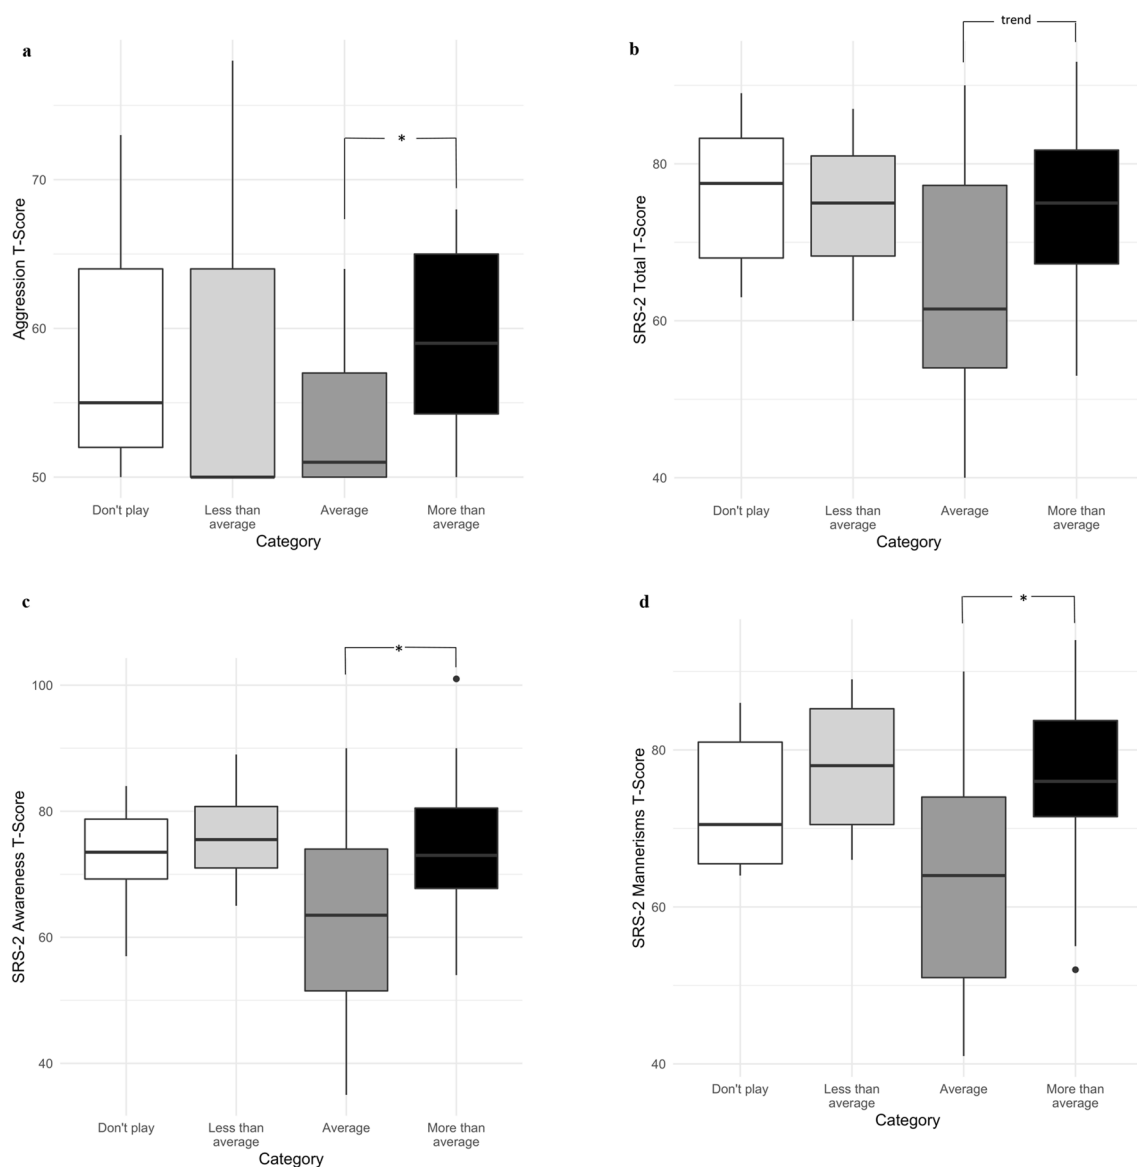 a
*
Aggression T-Score
70
60
50
Don't play
Less than
average
Average
More than
average
Category
b
trend
SRS-2 Total T-Score
80
60
40
Don't play
Less than
average
Average
More than
average
Category
c
*
SRS-2 Awareness T-Score
100
80
60
40
Don't play
Less than
average
Average
More than
average
Category
d
*
SRS-2 Mannerisms T-Score
80
60
40
Don't play
Less than
average
Average
More than
average
Category